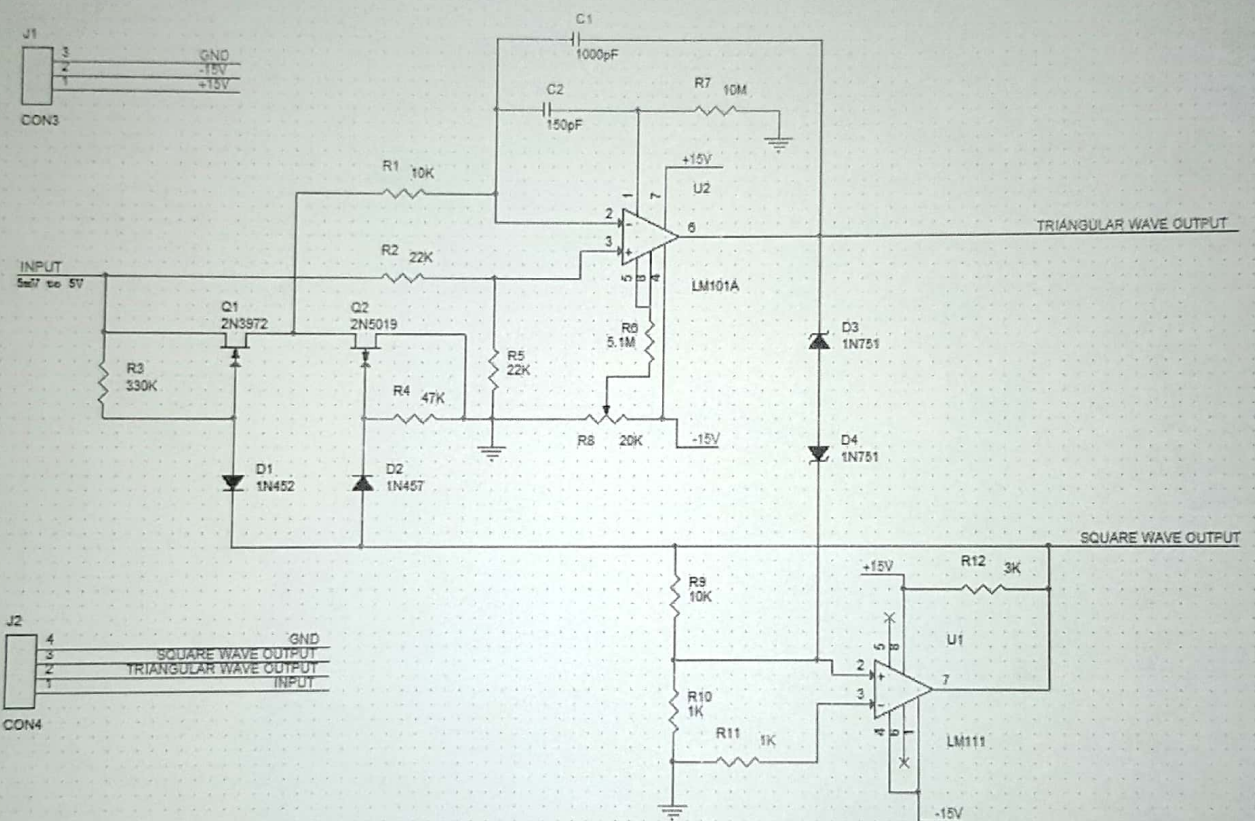 J1
3 GND
2 -15V
1 +15V
CON3
C1
1000pF
C2
150pF
R7 10M
R1 10K
+15V
1
7
U2
2
-
3
+
6
TRIANGULAR WAVE OUTPUT
5
8
4
LM101A
R2 22K
INPUT
5mV to 5V
Q1
2N3972
Q2
2N5019
R3
330K
R4 47K
R5
22K
R6
5.1M
R8 20K
-15V
D3
1N751
D4
1N751
D1
1N452
D2
1N457
SQUARE WAVE OUTPUT
+15V
R12 3K
R9
10K
5
8
U1
2
+
3
-
7
R10
1K
R11 1K
4
6
1
LM111
-15V
J2
4 GND
3 SQUARE WAVE OUTPUT
2 TRIANGULAR WAVE OUTPUT
1 INPUT
CON4